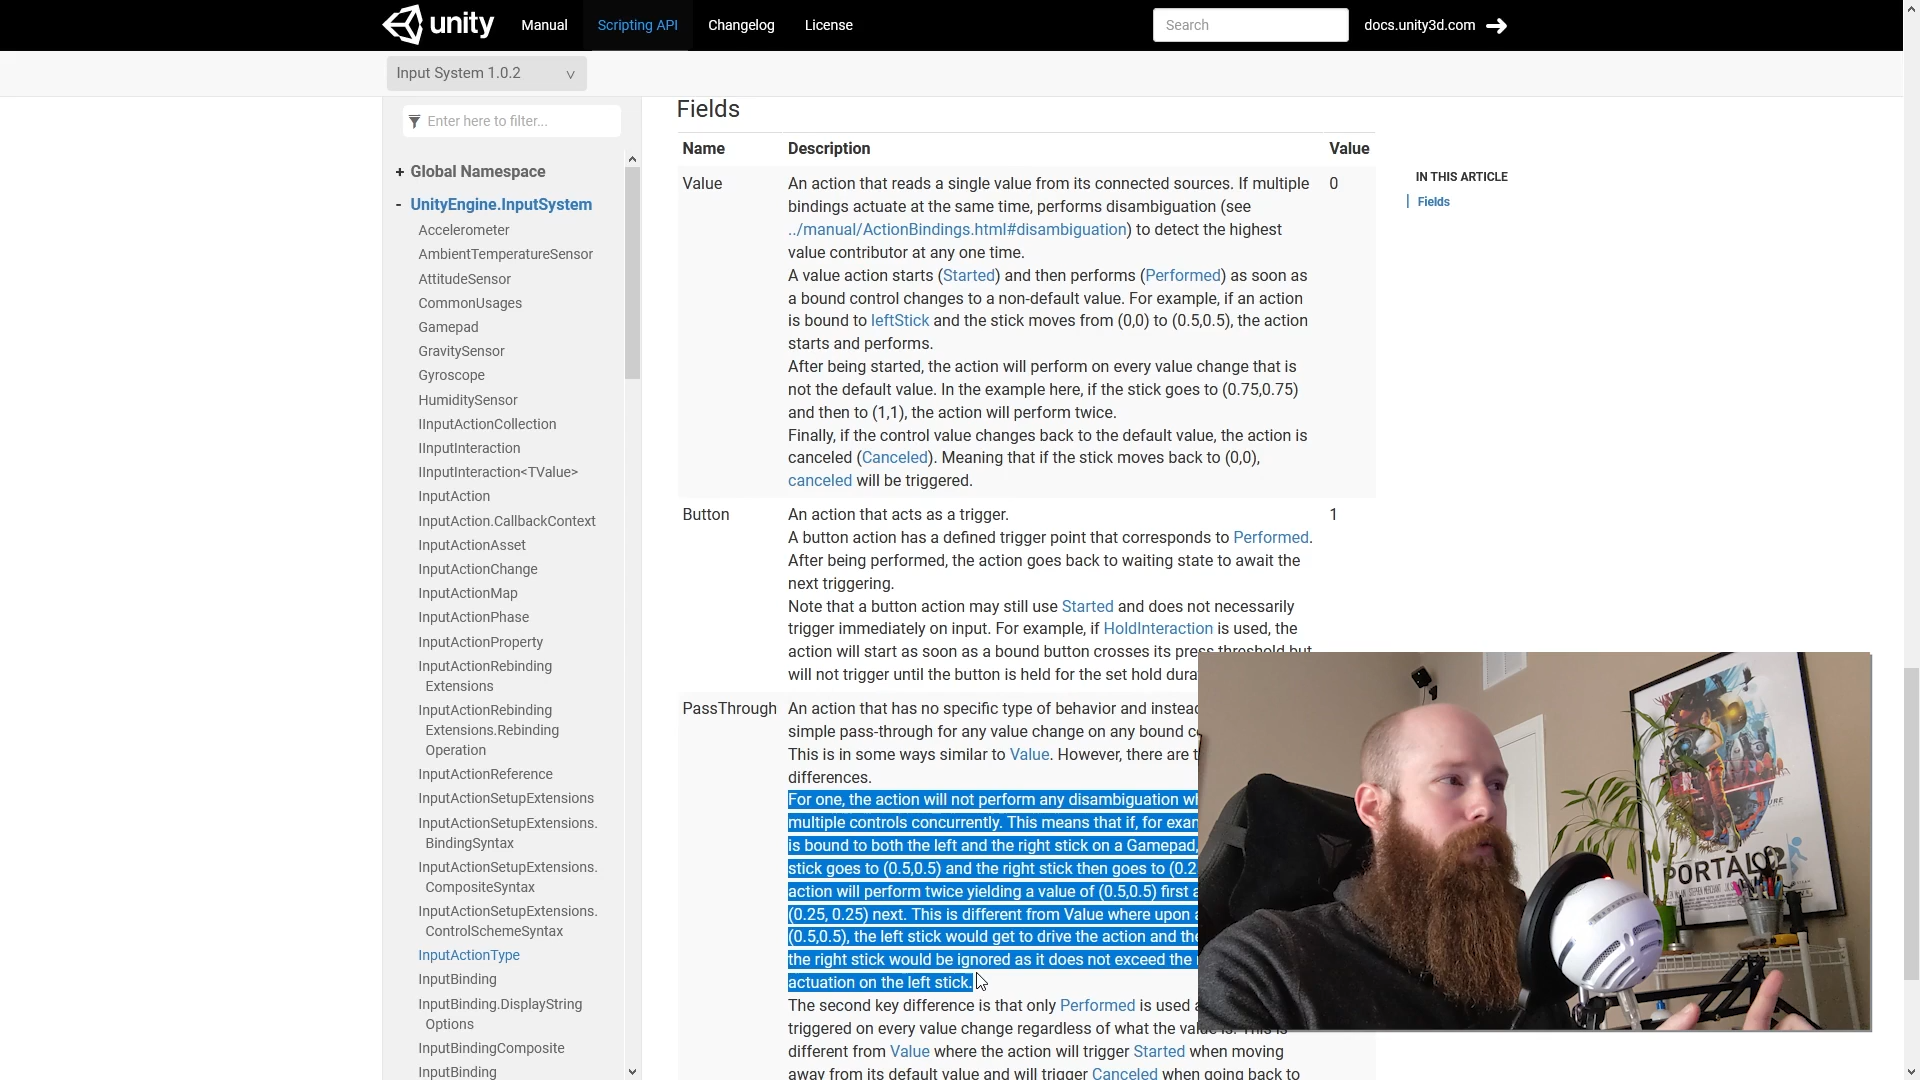 unity
Manual
Scripting API
Changelog
License
Search
docs.unity3d.com
Input System 1.0.2
Enter here to filter...
+ Global Namespace
- UnityEngine.InputSystem
Accelerometer
AmbientTemperatureSensor
AttitudeSensor
CommonUsages
Gamepad
GravitySensor
Gyroscope
HumiditySensor
IInputActionCollection
IInputInteraction
IInputInteraction<TValue>
InputAction
InputAction.CallbackContext
InputActionAsset
InputActionChange
InputActionMap
InputActionPhase
InputActionProperty
InputActionRebinding
Extensions
InputActionRebinding
Extensions.Rebinding
Operation
InputActionReference
InputActionSetupExtensions
InputActionSetupExtensions.
BindingSyntax
InputActionSetupExtensions.
CompositeSyntax
InputActionSetupExtensions.
ControlSchemeSyntax
InputActionType
InputBinding
InputBinding.DisplayString
Options
InputBindingComposite
InputBinding
Fields
Name Description Value
Value An action that reads a single value from its connected sources. If multiple 0
bindings actuate at the same time, performs disambiguation (see
../manual/ActionBindings.html#disambiguation) to detect the highest
value contributor at any one time.
A value action starts (Started) and then performs (Performed) as soon as
a bound control changes to a non-default value. For example, if an action
is bound to leftStick and the stick moves from (0,0) to (0.5,0.5), the action
starts and performs.
After being started, the action will perform on every value change that is
not the default value. In the example here, if the stick goes to (0.75,0.75)
and then to (1,1), the action will perform twice.
Finally, if the control value changes back to the default value, the action is
canceled (Canceled). Meaning that if the stick moves back to (0,0),
canceled will be triggered.
Button An action that acts as a trigger. 1
A button action has a defined trigger point that corresponds to Performed.
After being performed, the action goes back to waiting state to await the
next triggering.
Note that a button action may still use Started and does not necessarily
trigger immediately on input. For example, if HoldInteraction is used, the
action will start as soon as a bound button crosses its press threshold but
will not trigger until the button is held for the set hold
PassThrough An action that has no specific type of behavior and instead
simple pass-through for any value change on any bound
This is in some ways similar to Value. However, there are
differences.
For one, the action will not perform any disambiguation
multiple controls concurrently. This means that if, for
is bound to both the left and the right stick on a Gamepad,
stick goes to (0.5,0.5) and the right stick then goes to
action will perform twice yielding a value of (0.5,0.5) first
(0.25, 0.25) next. This is different from Value where upon
(0.5,0.5), the left stick would get to drive the action and
the right stick would be ignored as it does not exceed the
actuation on the left stick.
The second key difference is that only Performed is used
triggered on every value change regardless of what the value is. This is
different from Value where the action will trigger Started when moving
away from its default value and will trigger Canceled when going back to
IN THIS ARTICLE
Fields
PORTAL 2